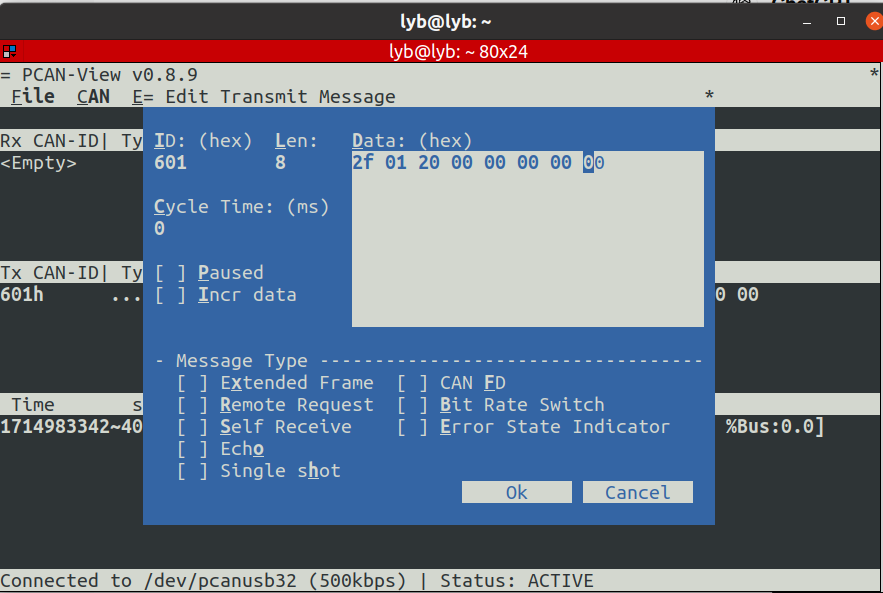 lyb@lyb: ~
lyb@lyb: ~ 80x24
= PCAN-View v0.8.9 *
File CAN E= Edit Transmit Message *
Rx CAN-ID| Ty ID: (hex) Len: Data: (hex)
<Empty> 601 8 2f 01 20 00 00 00 00 00
Cycle Time: (ms)
0
Tx CAN-ID| Ty [ ] Paused
601h ... [ ] Incr data 0 00
- Message Type -----------------------------------
[ ] Extended Frame [ ] CAN FD
Time s [ ] Remote Request [ ] Bit Rate Switch
1714983342~40 [ ] Self Receive [ ] Error State Indicator %Bus:0.0]
[ ] Echo
[ ] Single shot
Ok Cancel
Connected to /dev/pcanusb32 (500kbps) | Status: ACTIVE